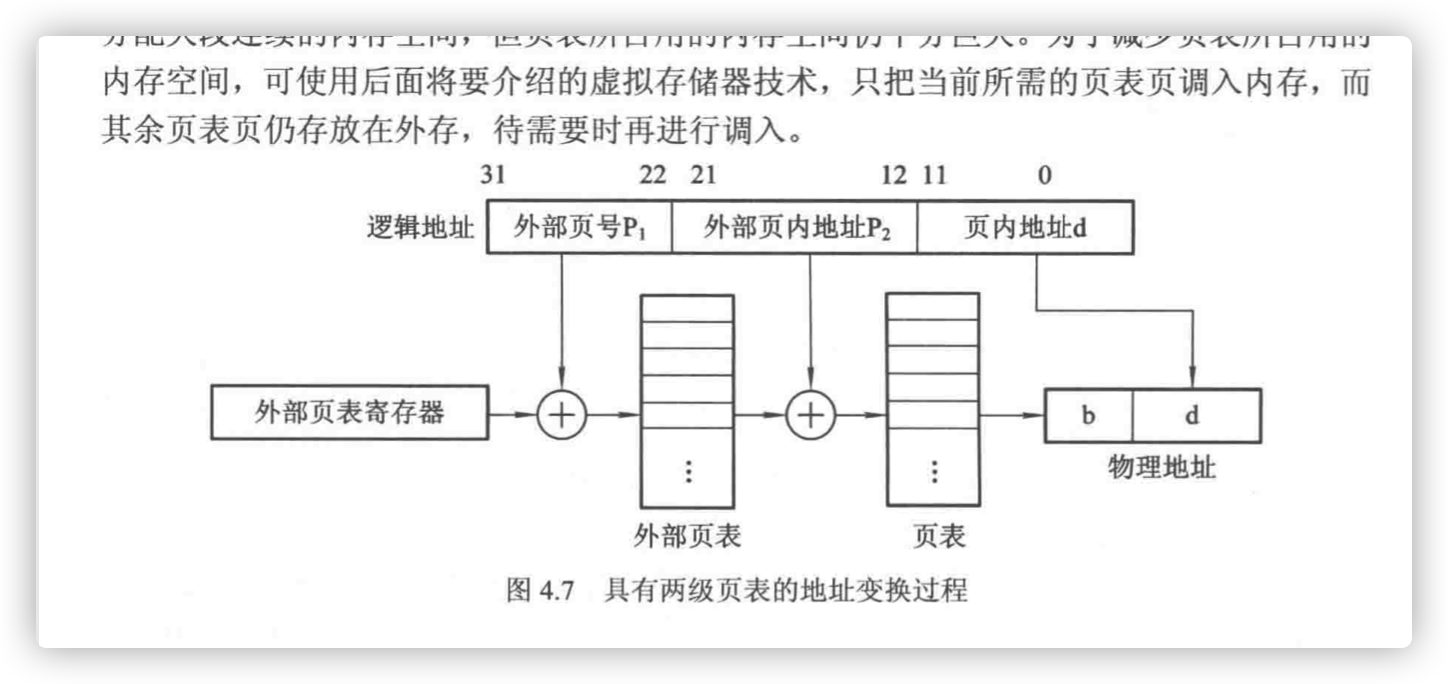 内存空间，可使用后面将要介绍的虚拟存储器技术，只把当前所需的页表页调入内存，而
其余页表页仍存放在外存，待需要时再进行调入。
31 22 21 12 11 0
逻辑地址 外部页号P₁ 外部页内地址P₂ 页内地址d
外部页表寄存器 b d
物理地址
外部页表 页表
图 4.7 具有两级页表的地址变换过程